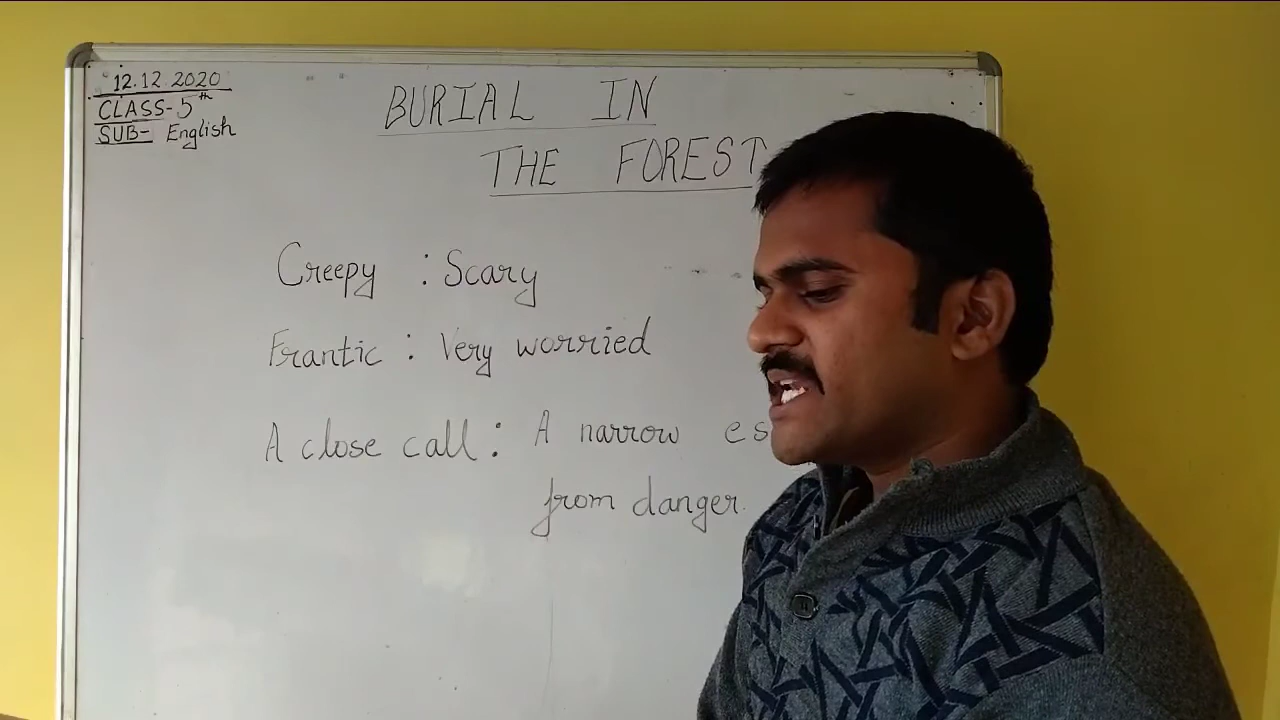 12.12.2020
CLASS-5th
SUB- English
BURIAL IN
THE FOREST
Creepy : Scary
Frantic : Very worried
A close call : A narrow es
from danger.